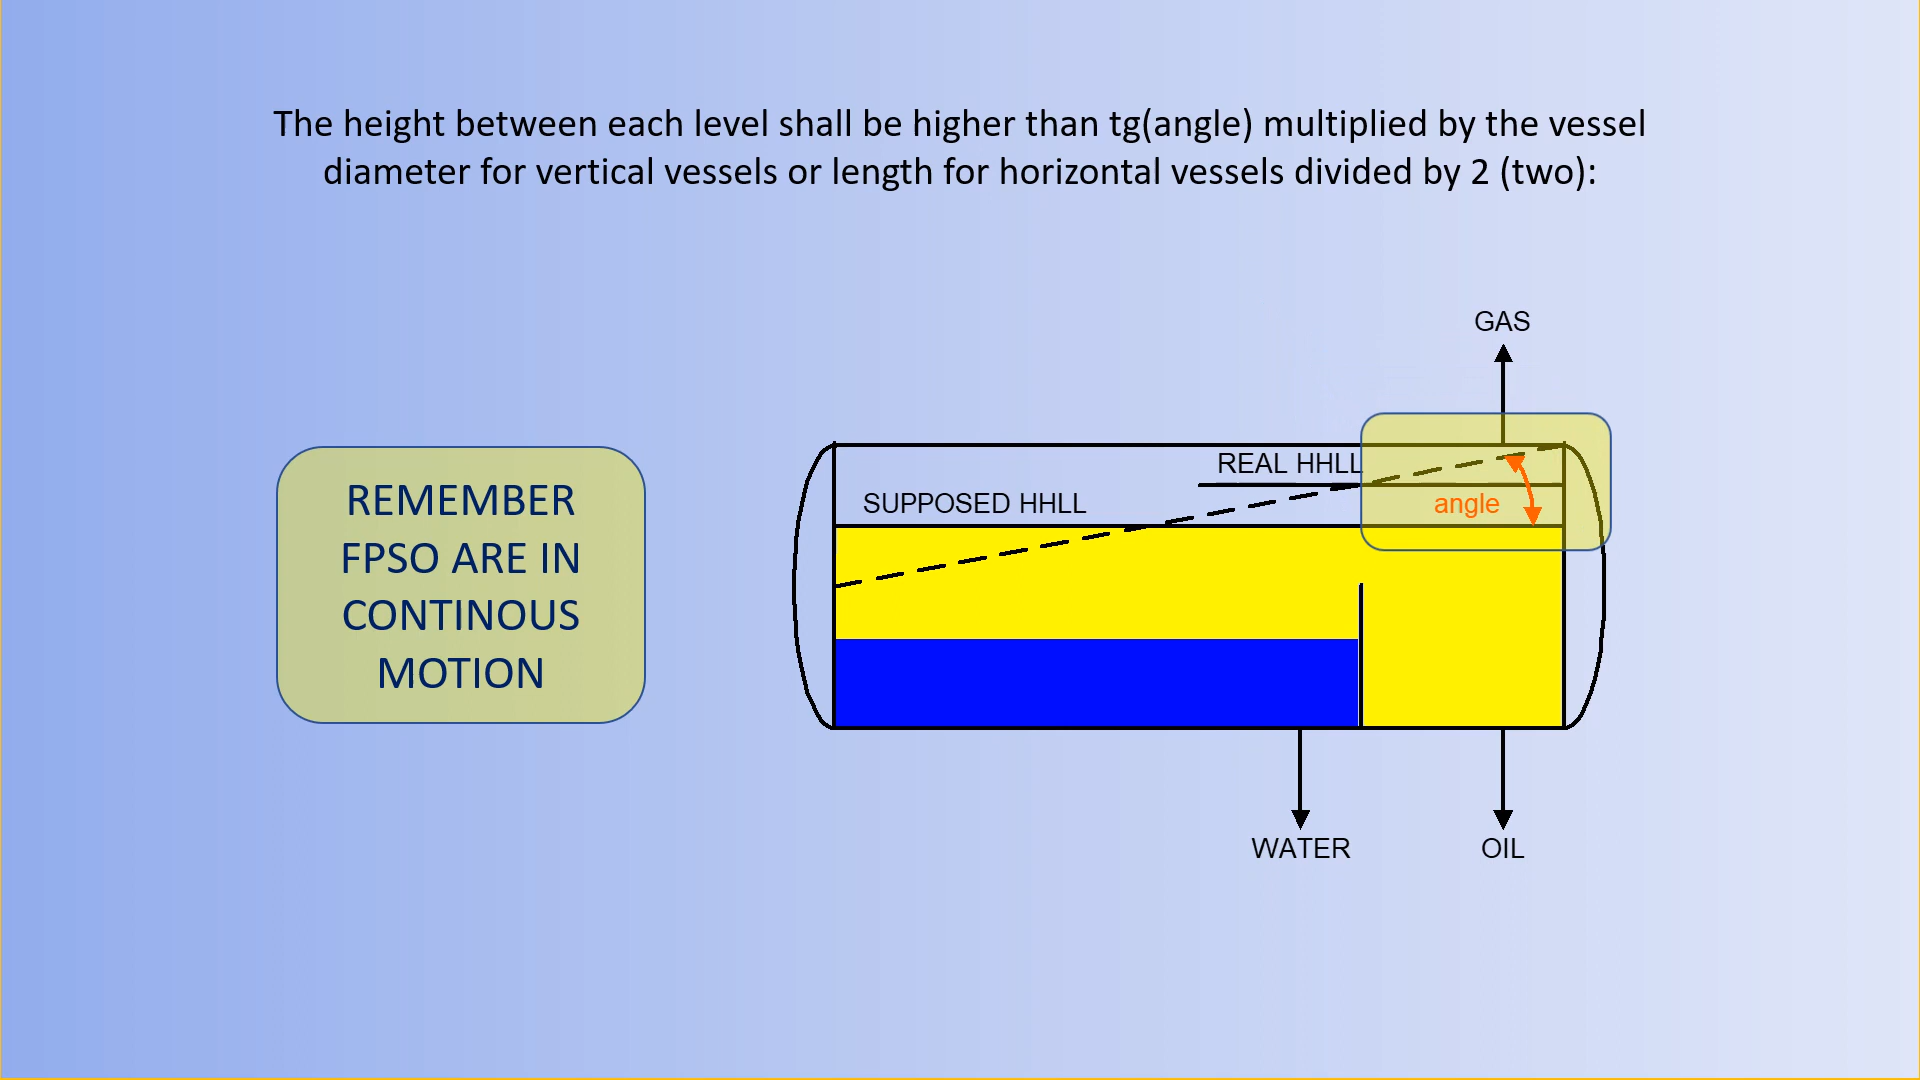 The height between each level shall be higher than tg(angle) multiplied by the vessel
diameter for vertical vessels or length for horizontal vessels divided by 2 (two):
GAS
REAL HHLL
SUPPOSED HHLL
angle
REMEMBER
FPSO ARE IN
CONTINOUS
MOTION
WATER
OIL